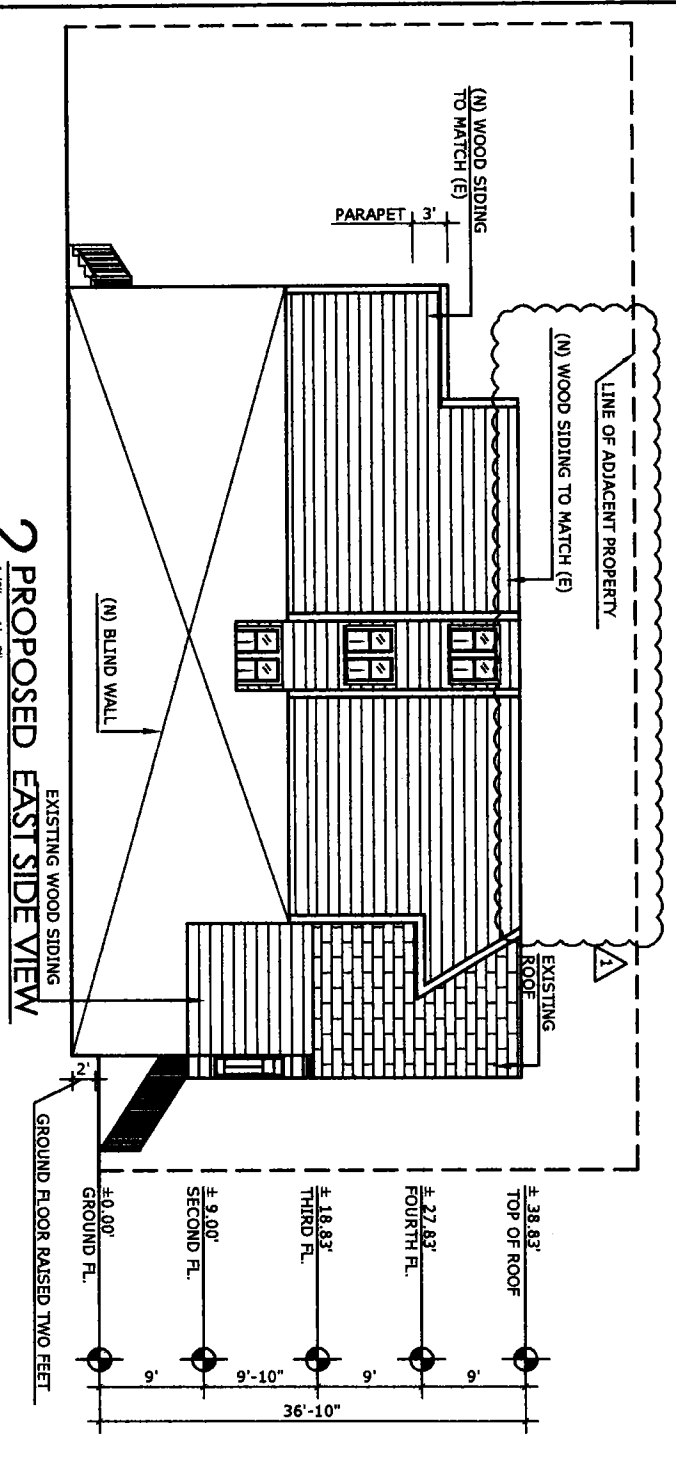 (N) WOOD SIDING
TO MATCH (E)
PARAPET
3'
(N) WOOD SIDING TO MATCH (E)
LINE OF ADJACENT PROPERTY
1
EXISTING
ROOF
(N) BLIND WALL
EXISTING WOOD SIDING
2'
GROUND FLOOR RAISED TWO FEET
± 38.83'
TOP OF ROOF
± 27.83'
FOURTH FL.
± 18.83'
THIRD FL.
± 9.00'
SECOND FL.
±0.00'
GROUND FL.
9'
9'-10"
9'
9'
36'-10"
2 PROPOSED EAST SIDE VIEW